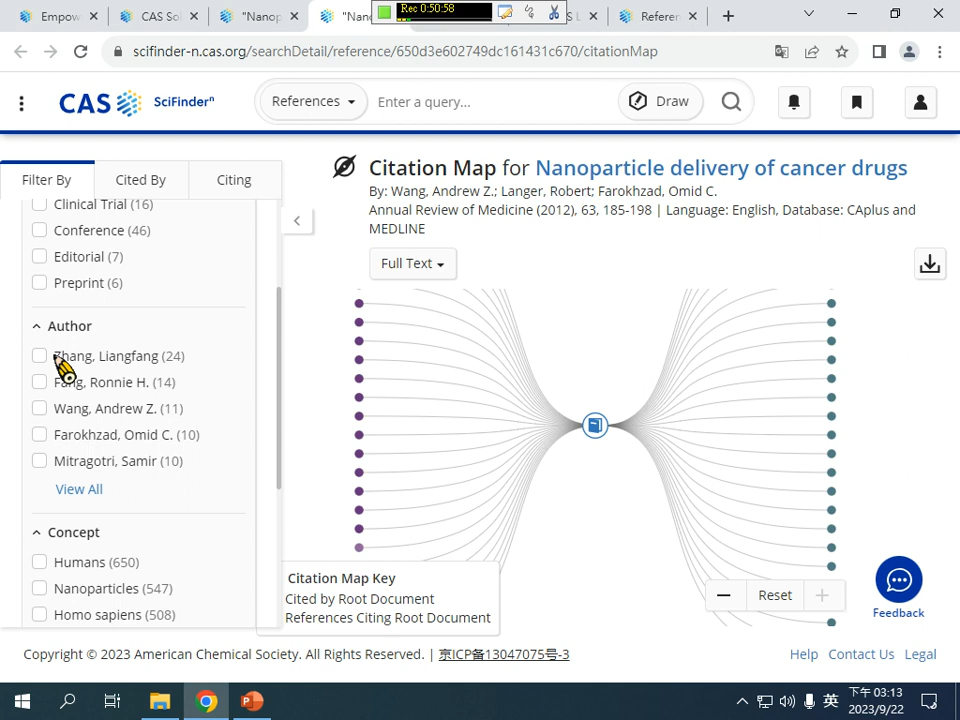 Empow
CAS So
"Nanop
"Nano
Rec 0:50:58
S L
Referen
scifinder-n.cas.org/searchDetail/reference/650d3e602749dc161431c670/citationMap
CAS SciFinderⁿ
References
Enter a query...
Draw
Filter By
Cited By
Citing
Clinical Trial (16)
Conference (46)
Editorial (7)
Preprint (6)
Author
Zhang, Liangfang (24)
Fang, Ronnie H. (14)
Wang, Andrew Z. (11)
Farokhzad, Omid C. (10)
Mitragotri, Samir (10)
View All
Concept
Humans (650)
Nanoparticles (547)
Homo sapiens (508)
Citation Map for Nanoparticle delivery of cancer drugs
By: Wang, Andrew Z.; Langer, Robert; Farokhzad, Omid C.
Annual Review of Medicine (2012), 63, 185-198 | Language: English, Database: CAplus and
MEDLINE
Full Text
Citation Map Key
Cited by Root Document
References Citing Root Document
Reset
Feedback
Copyright © 2023 American Chemical Society. All Rights Reserved. | 京ICP备13047075号-3
Help
Contact Us
Legal
英
下午 03:13
2023/9/22